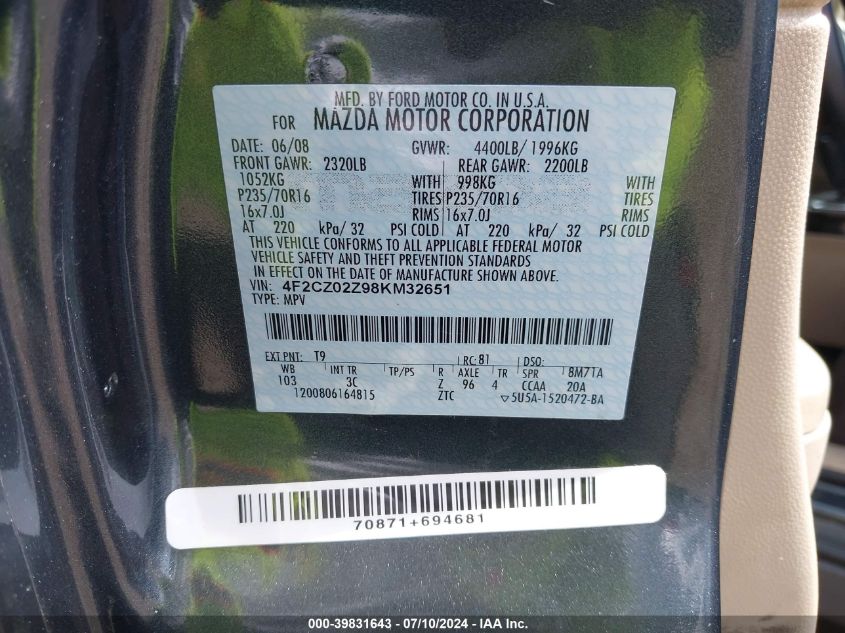 MFD. BY FORD MOTOR CO. IN U.S.A.
FOR MAZDA MOTOR CORPORATION
DATE: 06/08 GVWR: 4400LB/ 1996KG
FRONT GAWR: 2320LB REAR GAWR: 2200LB
1052KG WITH 998KG WITH
P235/70R16 TIRES P235/70R16 TIRES
16x7.0J RIMS 16x7.0J RIMS
AT 220 kPa/ 32 PSI COLD AT 220 kPa/ 32 PSI COLD
THIS VEHICLE CONFORMS TO ALL APPLICABLE FEDERAL MOTOR
VEHICLE SAFETY AND THEFT PREVENTION STANDARDS
IN EFFECT ON THE DATE OF MANUFACTURE SHOWN ABOVE.
VIN: 4F2CZ02Z98KM32651
TYPE: MPV
EXT PNT: T9 RC: 81 DSO:
WB INT TR TP/PS R AXLE TR SPR 8M7TA
103 3C Z 96 4 CCAA 20A
1200806164815 ZTC ▽5U5A-1520472-BA
70871+694681
000-39831643 - 07/10/2024 - IAAI.com